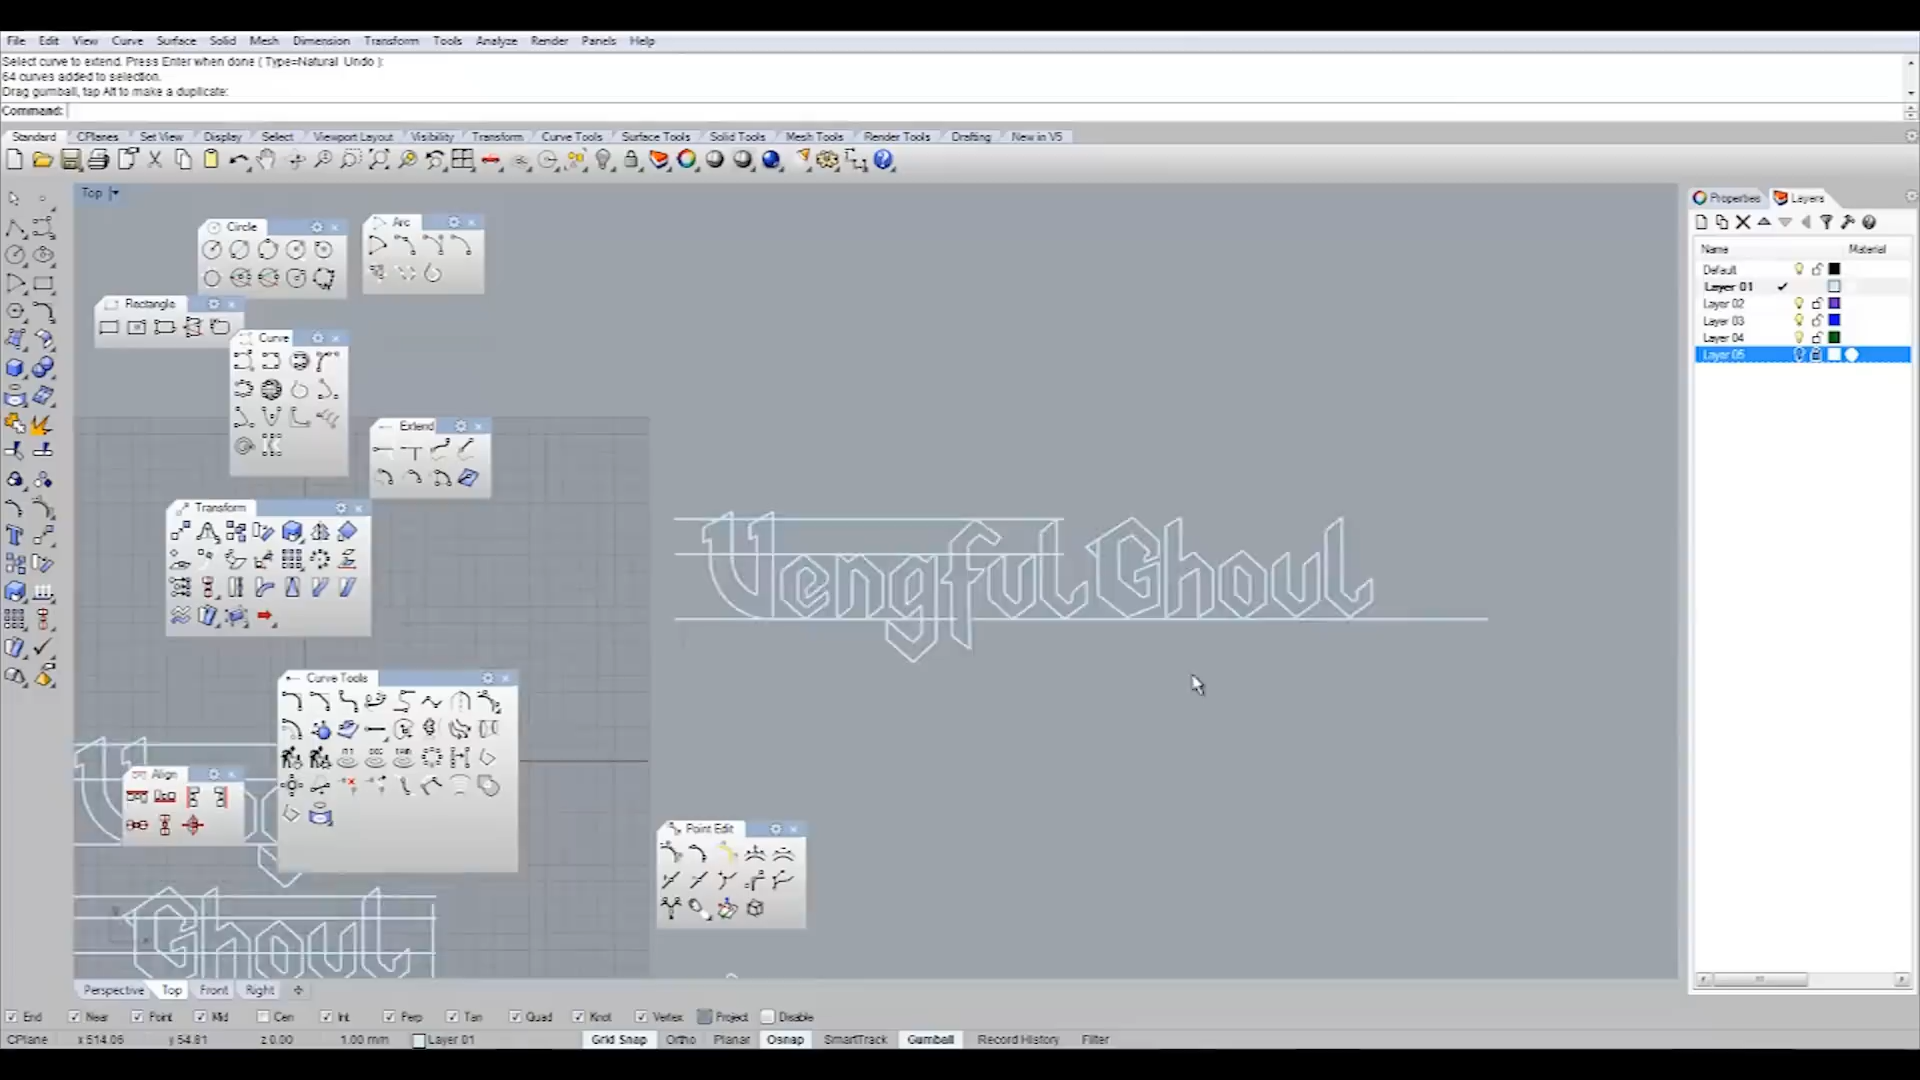 File Edit View Curve Surface Solid Mesh Dimension Transform Tools Analyze Render Panels Help
Select curve to extend. Press Enter when done ( Type=Natural Undo ):
64 curves added to selection.
Drag gumball, tap Alt to make a duplicate:
Command:
Standard CPlanes Set View Display Select Viewport Layout Visibility Transform Curve Tools Surface Tools Solid Tools Mesh Tools Render Tools Drafting New in V5
Top
Properties Layers
Circle
Arc
Name Material
Default
Layer 01
Layer 02
Layer 03
Layer 04
Layer 05
Rectangle
Curve
Extend
Transform
Vengful Ghoul
Curve Tools
Align
Point Edit
Ghoul
Perspective Top Front Right
End Near Point Mid Cen Int Perp Tan Quad Knot Vertex Project Disable
CPlane x 514.06 y 54.81 z 0.00 1.00 mm Layer 01 Grid Snap Ortho Planar Osnap SmartTrack Gumball Record History Filter